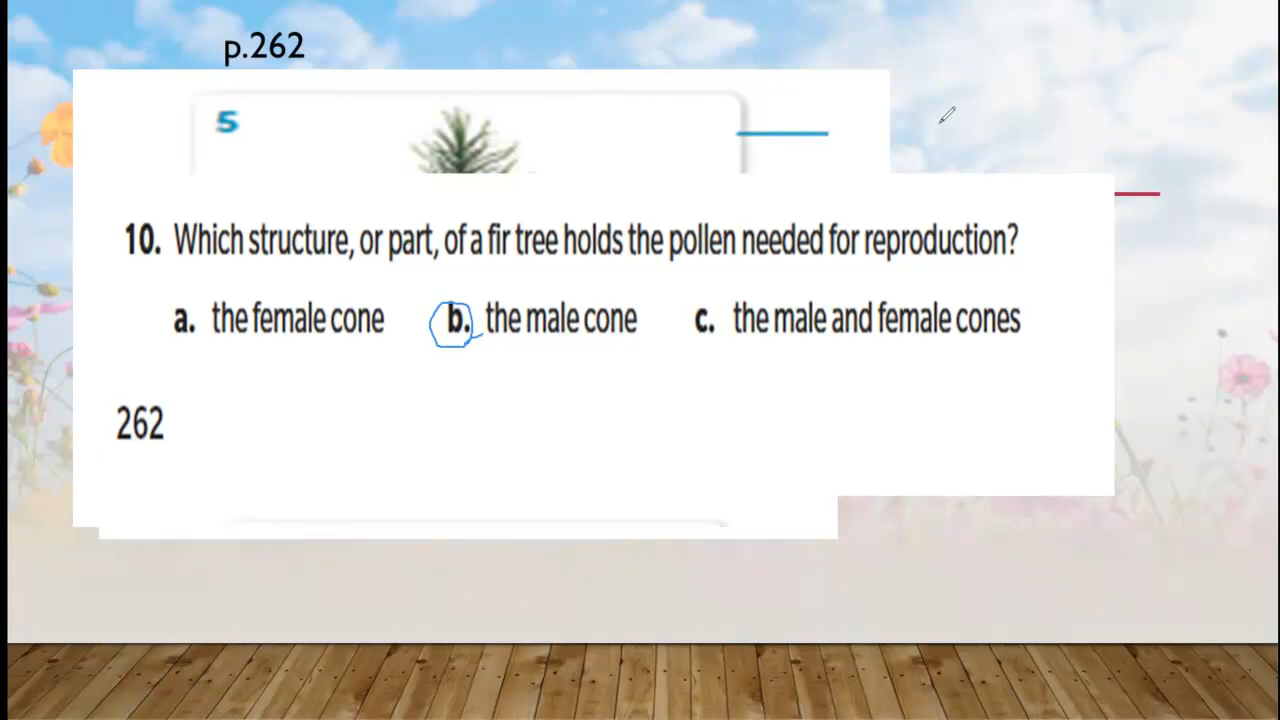 p.262
5
10. Which structure, or part, of a fir tree holds the pollen needed for reproduction?
a. the female cone b. the male cone c. the male and female cones
262